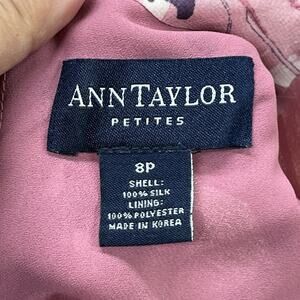 ANN TAYLOR
PETITES
8P
SHELL:
100% SILK
LINING:
100% POLYESTER
MADE IN KOREA